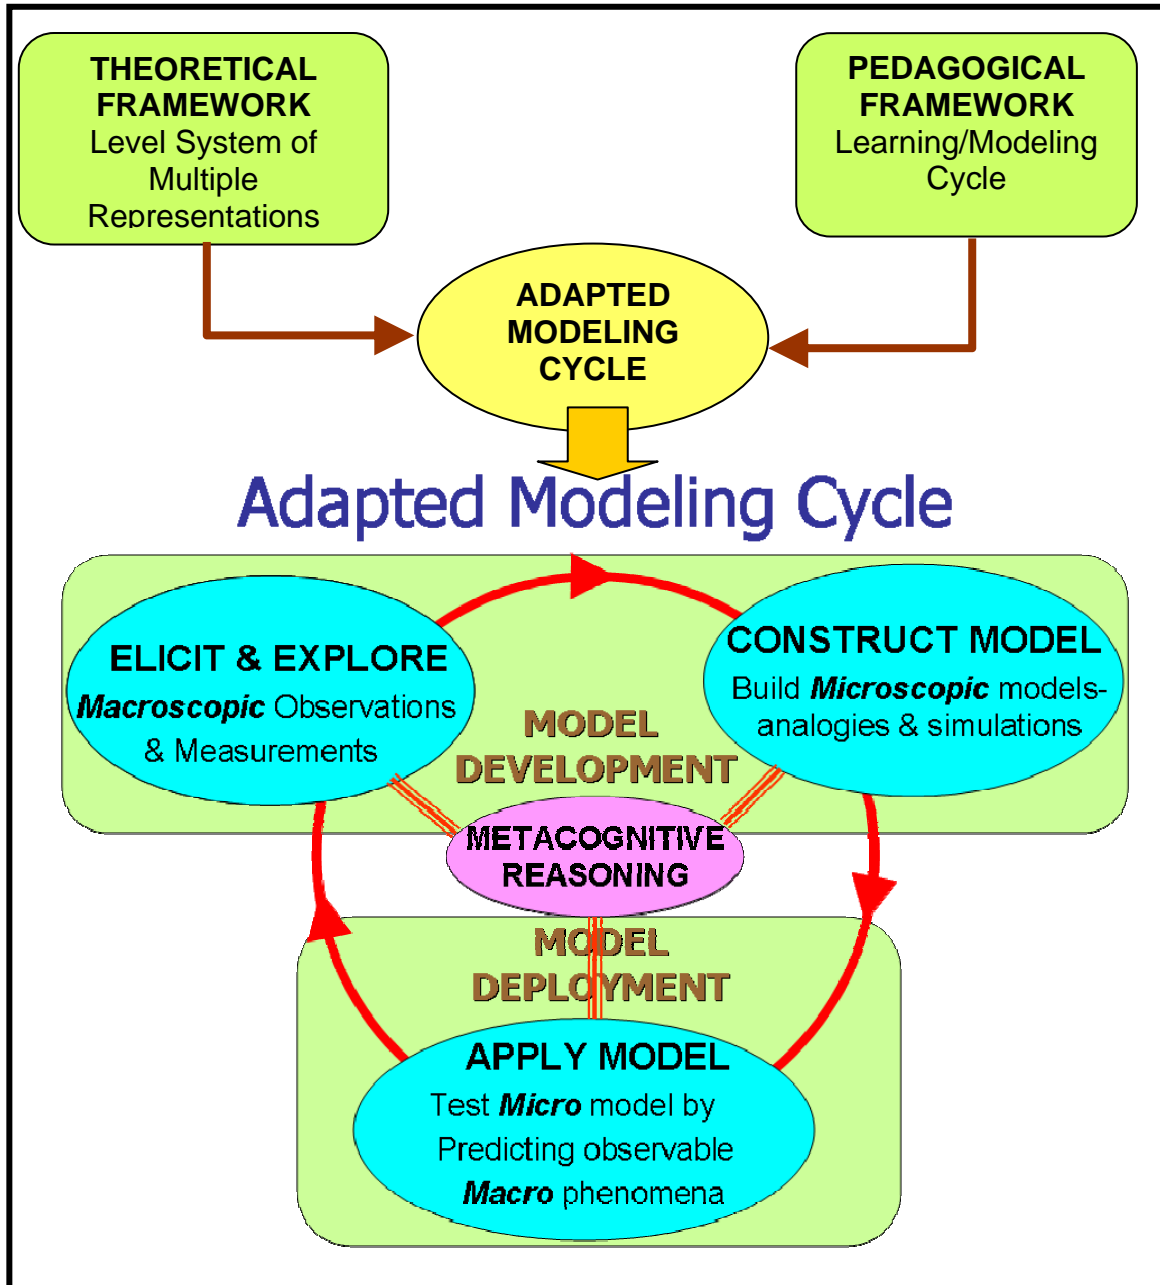 THEORETICAL
FRAMEWORK
Level System of
Multiple
Representations
PEDAGOGICAL
FRAMEWORK
Learning/Modeling
Cycle
ADAPTED
MODELING
CYCLE
Adapted Modeling Cycle
ELICIT & EXPLORE
Macroscopic Observations
& Measurements
CONSTRUCT MODEL
Build Microscopic models-
analogies & simulations
MODEL
DEVELOPMENT
METACOGNITIVE
REASONING
MODEL
DEPLOYMENT
APPLY MODEL
Test Micro model by
Predicting observable
Macro phenomena